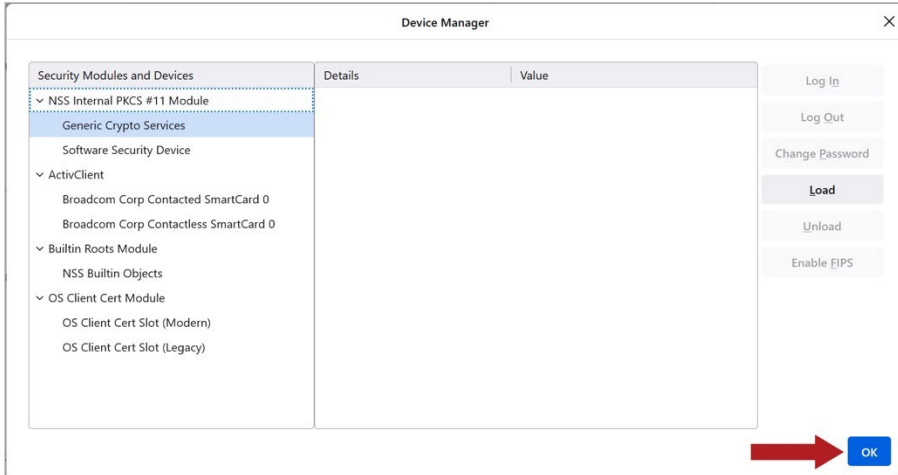 Device Manager
Security Modules and Devices
Details
Value
NSS Internal PKCS #11 Module
Generic Crypto Services
Software Security Device
ActivClient
Broadcom Corp Contacted SmartCard 0
Broadcom Corp Contactless SmartCard 0
Builtin Roots Module
NSS Builtin Objects
OS Client Cert Module
OS Client Cert Slot (Modern)
OS Client Cert Slot (Legacy)
Log In
Log Out
Change Password
Load
Unload
Enable FIPS
OK